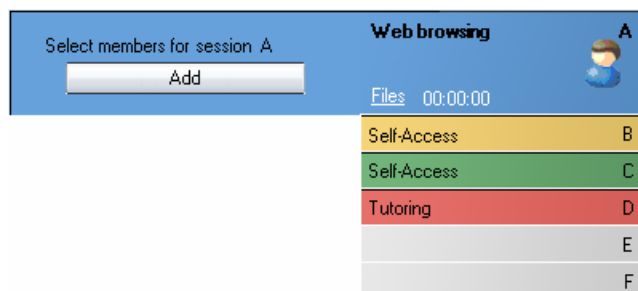 Select members for session A
Add
Web browsing A
Files 00:00:00
Self-Access B
Self-Access C
Tutoring D
E
F